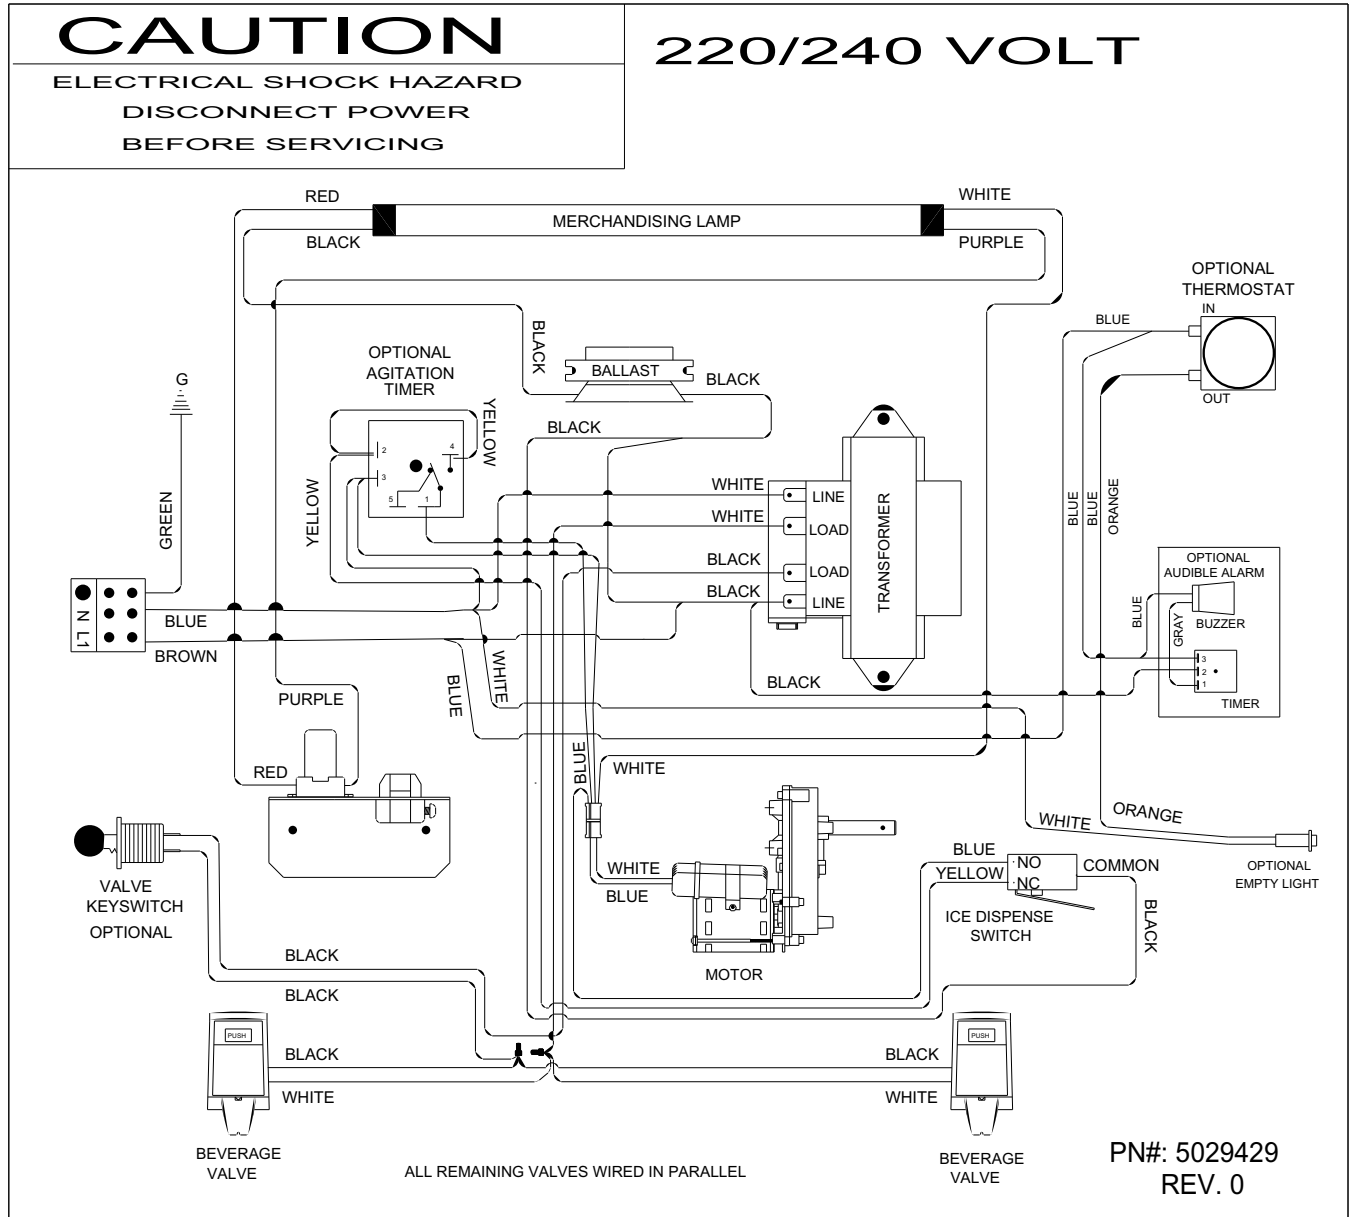 CAUTION
ELECTRICAL SHOCK HAZARD
DISCONNECT POWER
BEFORE SERVICING
220/240 VOLT
RED
WHITE
MERCHANDISING LAMP
BLACK
PURPLE
OPTIONAL
THERMOSTAT
IN
BLUE
OUT
BLACK
OPTIONAL
AGITATION
TIMER
BALLAST
BLACK
G
YELLOW
BLACK
2
4
3
5
1
YELLOW
GREEN
WHITE
LINE
WHITE
LOAD
BLACK
LOAD
BLACK
LINE
TRANSFORMER
BLUE
BLUE
ORANGE
OPTIONAL
AUDIBLE ALARM
BLUE
GRAY
BUZZER
3
2
1
TIMER
N
L1
BLUE
BROWN
WHITE
BLUE
BLACK
PURPLE
RED
BLUE
WHITE
ORANGE
WHITE
OPTIONAL
EMPTY LIGHT
VALVE
KEYSWITCH
OPTIONAL
WHITE
BLUE
MOTOR
BLUE
YELLOW
NO
NC
COMMON
ICE DISPENSE
SWITCH
BLACK
BLACK
BLACK
PUSH
PUSH
BLACK
BLACK
WHITE
WHITE
BEVERAGE
VALVE
ALL REMAINING VALVES WIRED IN PARALLEL
BEVERAGE
VALVE
PN#: 5029429
REV. 0